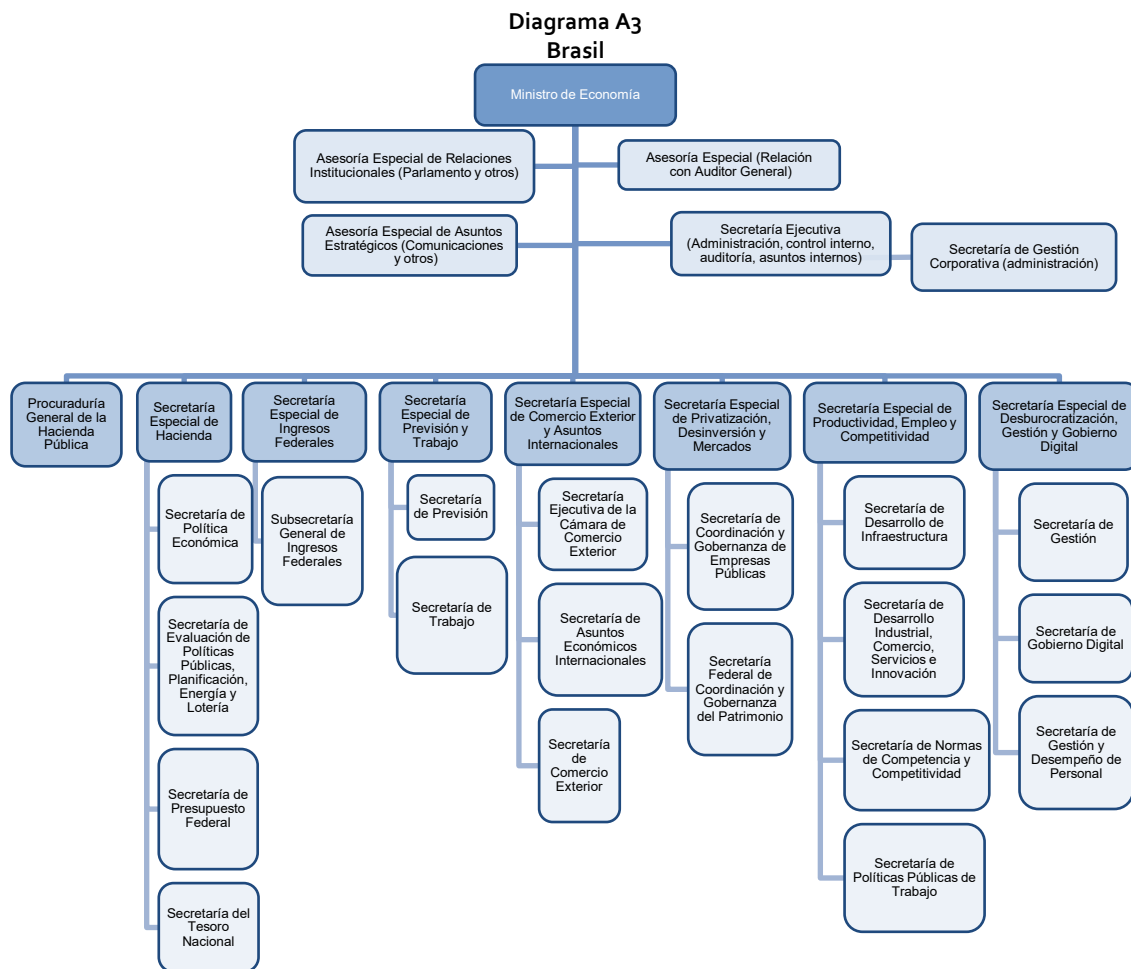 Diagrama A3
Brasil
Ministro de Economía
Asesoría Especial de Relaciones
Institucionales (Parlamento y otros)
Asesoría Especial (Relación
con Auditor General)
Asesoría Especial de Asuntos
Estratégicos (Comunicaciones
y otros)
Secretaría Ejecutiva
(Administración, control interno,
auditoría, asuntos internos)
Secretaría de Gestión
Corporativa (administración)
Procuraduría
General de la
Hacienda
Pública
Secretaría
Especial de
Hacienda
Secretaría
Especial de
Ingresos
Federales
Secretaría
Especial de
Previsión y
Trabajo
Secretaría Especial
de Comercio Exterior
y Asuntos
Internacionales
Secretaría Especial
de Privatización,
Desinversión y
Mercados
Secretaría Especial de
Productividad, Empleo y
Competitividad
Secretaría Especial de
Desburocratización,
Gestión y Gobierno
Digital
Secretaría de
Política
Económica
Secretaría de
Evaluación de
Políticas
Públicas,
Planificación,
Energía y
Lotería
Secretaría de
Presupuesto
Federal
Secretaría del
Tesoro
Nacional
Subsecretaría
General de
Ingresos
Federales
Secretaría
de Previsión
Secretaría de
Trabajo
Secretaría
Ejecutiva de la
Cámara de
Comercio
Exterior
Secretaría de
Asuntos
Económicos
Internacionales
Secretaría
de
Comercio
Exterior
Secretaría de
Coordinación y
Gobernanza de
Empresas
Públicas
Secretaría
Federal de
Coordinación y
Gobernanza
del Patrimonio
Secretaría de
Desarrollo de
Infraestructura
Secretaría de
Desarrollo
Industrial,
Comercio,
Servicios e
Innovación
Secretaría de Normas
de Competencia y
Competitividad
Secretaría de
Políticas Públicas de
Trabajo
Secretaría de
Gestión
Secretaría de
Gobierno Digital
Secretaría de
Gestión y
Desempeño de
Personal